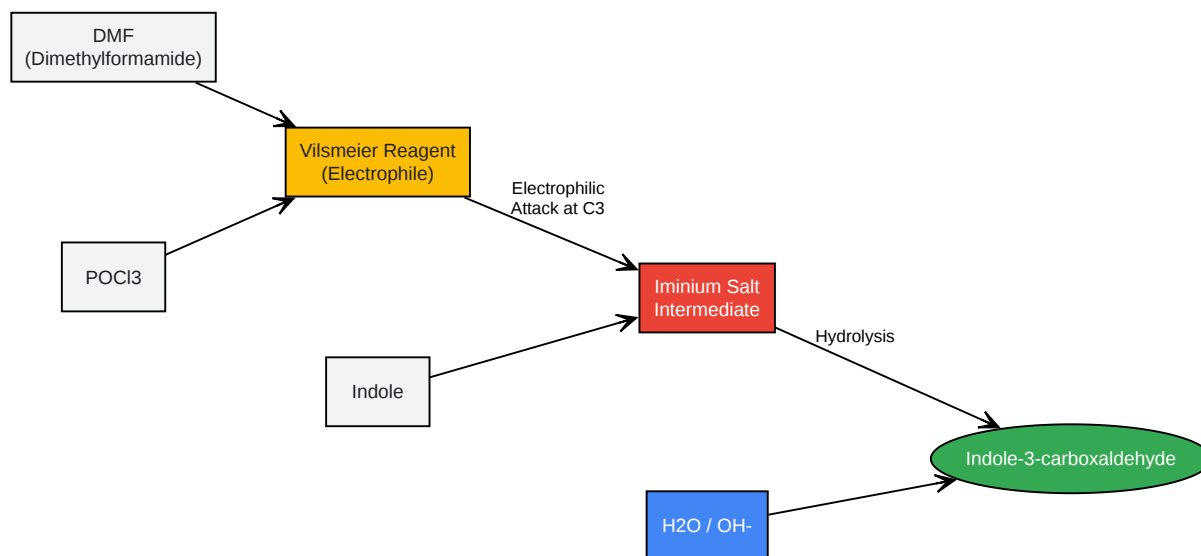 DMF
(Dimethylformamide)
Vilsmeier Reagent
(Electrophile)
Electrophilic
Attack at C3
POCl3
Iminium Salt
Intermediate
Hydrolysis
Indole
Indole-3-carboxaldehyde
H2O / OH-